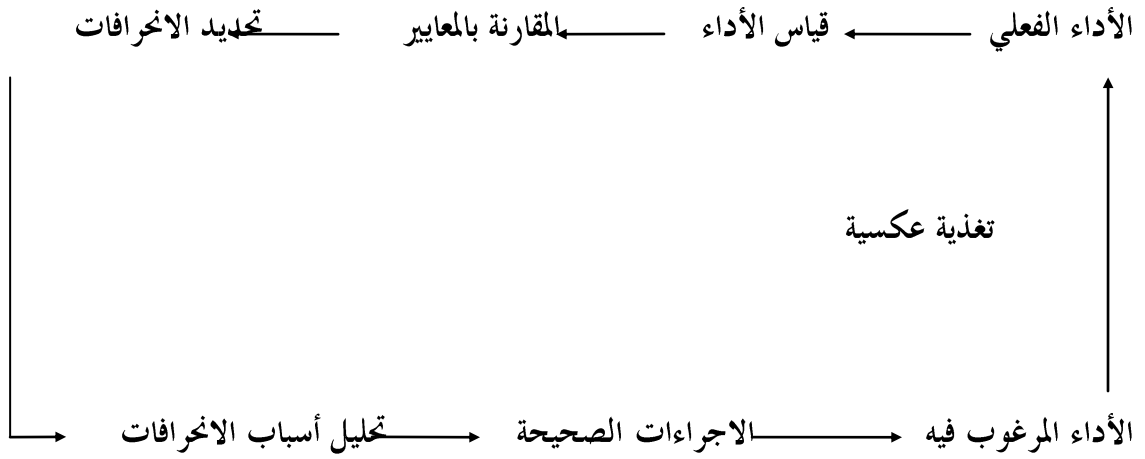 الأداء الفعلي قياس الأداء المقارنة بالمعايير تحديد الانحرافات
تغذية عكسية
الأداء المرغوب فيه الاجراءات الصحيحة تحليل أسباب الانحرافات